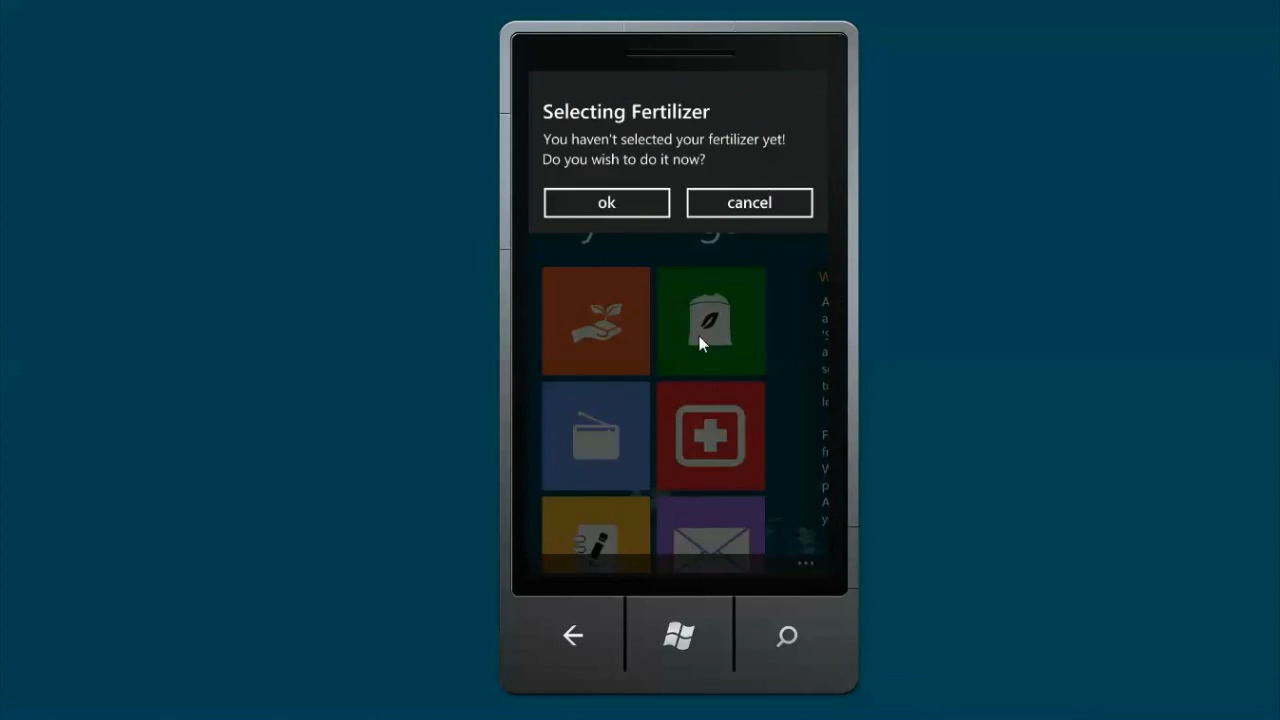 Selecting Fertilizer
You haven't selected your fertilizer yet!
Do you wish to do it now?
ok
cancel